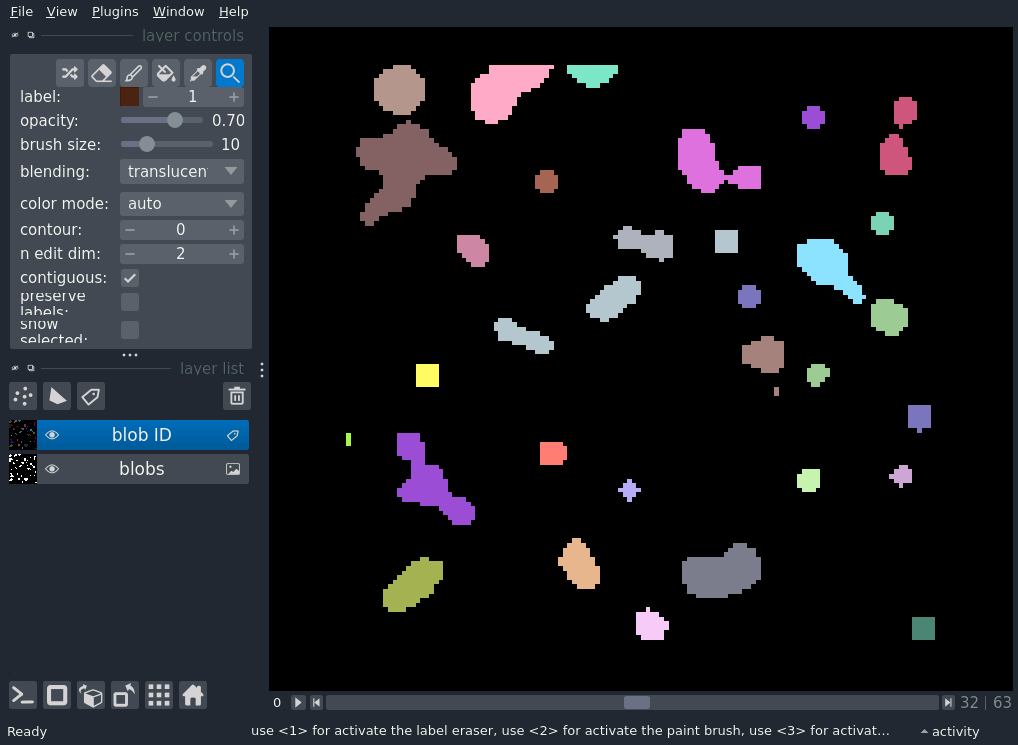 File View Plugins Window Help
layer controls
label: 1
opacity: 0.70
brush size: 10
blending: translucen
color mode: auto
contour: 0
n edit dim: 2
contiguous:
preserve
labels:
show
selected:
layer list
blob ID
blobs
0 32 | 63
Ready use <1> for activate the label eraser, use <2> for activate the paint brush, use <3> for activat... activity